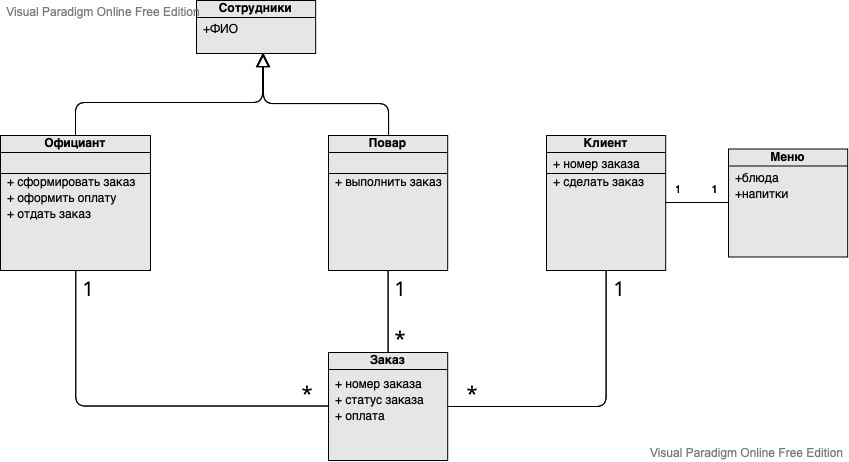 Visual Paradigm Online Free Edition
Сотрудники
+ФИО
Официант
+ сформировать заказ
+ оформить оплату
+ отдать заказ
Повар
+ выполнить заказ
Клиент
+ номер заказа
+ сделать заказ
Меню
+блюда
+напитки
1
1
1
1
1
*
*
*
Заказ
+ номер заказа
+ статус заказа
+ оплата
Visual Paradigm Online Free Edition